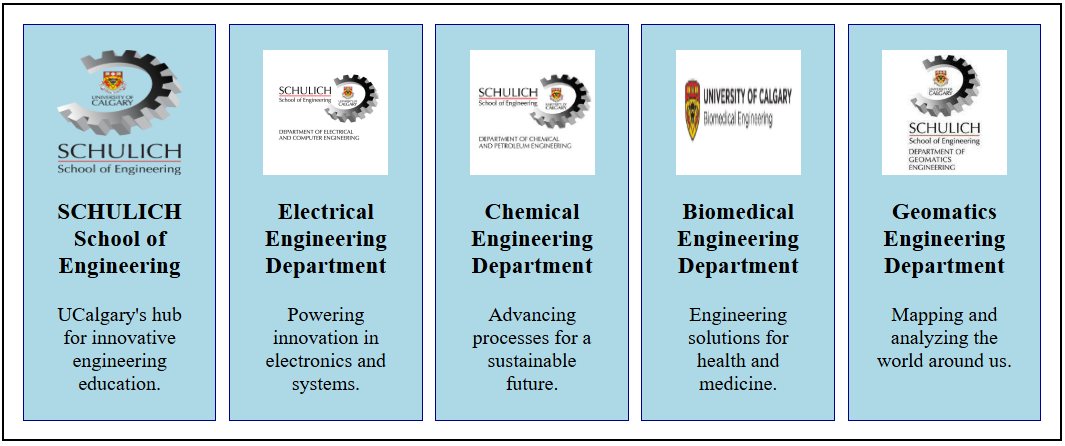 UNIVERSITY OF
CALGARY
SCHULICH
School of Engineering
SCHULICH
School of
Engineering
UCalgary's hub
for innovative
engineering
education.
SCHULICH
School of Engineering
UNIVERSITY OF
CALGARY
DEPARTMENT OF ELECTRICAL
AND COMPUTER ENGINEERING
Electrical
Engineering
Department
Powering
innovation in
electronics and
systems.
SCHULICH
School of Engineering
UNIVERSITY OF
CALGARY
DEPARTMENT OF CHEMICAL
AND PETROLEUM ENGINEERING
Chemical
Engineering
Department
Advancing
processes for a
sustainable
future.
UNIVERSITY OF CALGARY
Biomedical Engineering
Biomedical
Engineering
Department
Engineering
solutions for
health and
medicine.
UNIVERSITY OF
CALGARY
SCHULICH
School of Engineering
DEPARTMENT OF
GEOMATICS
ENGINEERING
Geomatics
Engineering
Department
Mapping and
analyzing the
world around us.